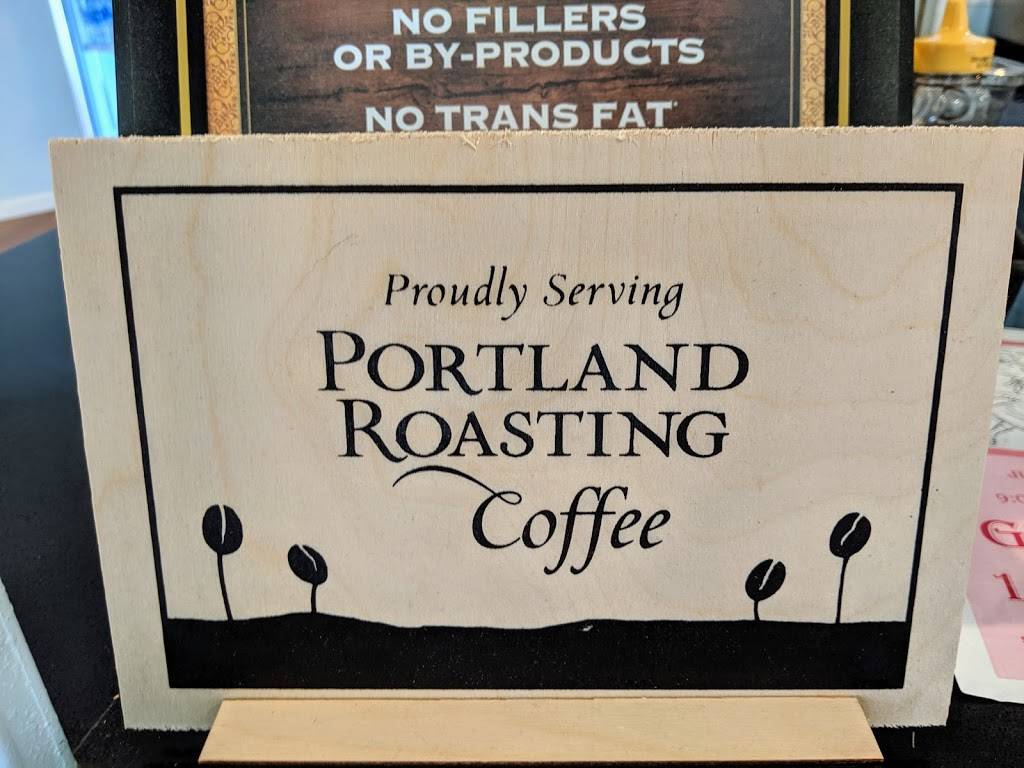 NO FILLERS
OR BY-PRODUCTS
NO TRANS FAT*
Proudly Serving
PORTLAND
ROASTING
Coffee